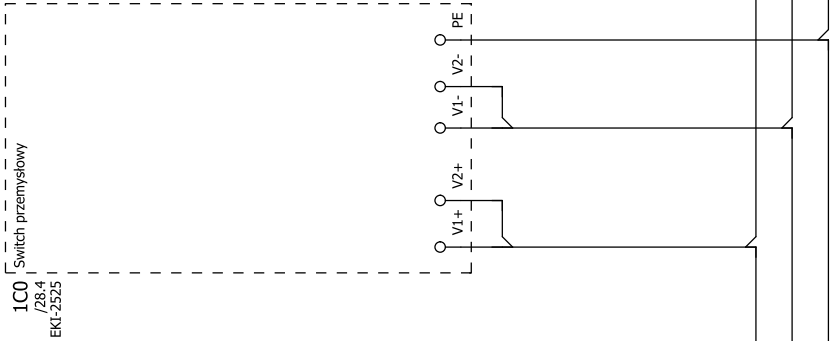 PE
V2-
V1-
V2+
V1+
Switch przemysłowy
1C0
/28.4
EKI-2525